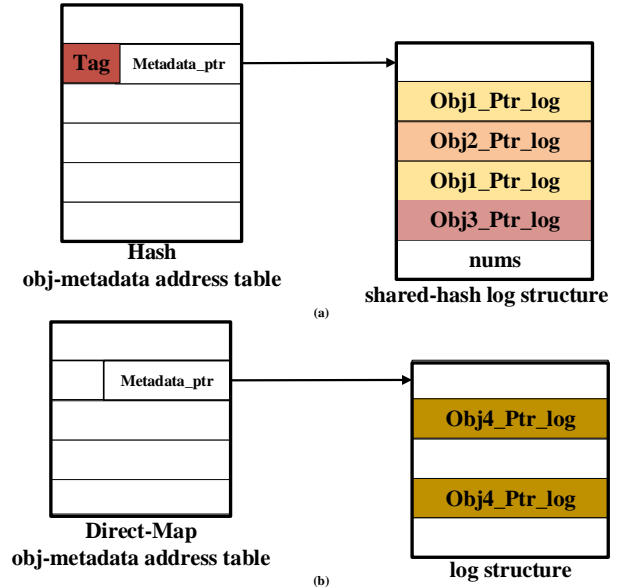 Tag
Metadata_ptr
Obj1_Ptr_log
Obj2_Ptr_log
Obj1_Ptr_log
Obj3_Ptr_log
nums
Hash
obj-metadata address table
shared-hash log structure
(a)
Metadata_ptr
Obj4_Ptr_log
Obj4_Ptr_log
Direct-Map
obj-metadata address table
log structure
(b)